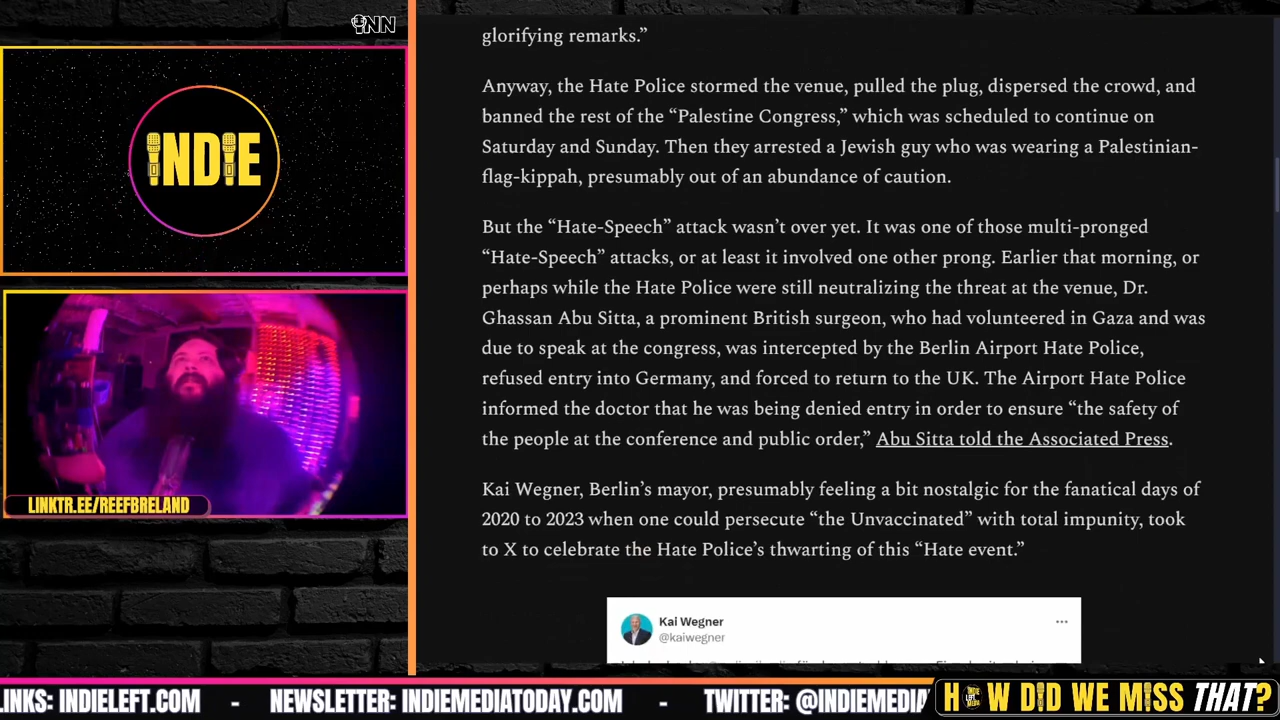 INN
INDIE
LINKTR.EE/REEFBRELAND
glorifying remarks.”
Anyway, the Hate Police stormed the venue, pulled the plug, dispersed the crowd, and
banned the rest of the “Palestine Congress,” which was scheduled to continue on
Saturday and Sunday. Then they arrested a Jewish guy who was wearing a Palestinian-
flag-kippah, presumably out of an abundance of caution.
But the “Hate-Speech” attack wasn’t over yet. It was one of those multi-pronged
“Hate-Speech” attacks, or at least it involved one other prong. Earlier that morning, or
perhaps while the Hate Police were still neutralizing the threat at the venue, Dr.
Ghassan Abu Sitta, a prominent British surgeon, who had volunteered in Gaza and was
due to speak at the congress, was intercepted by the Berlin Airport Hate Police,
refused entry into Germany, and forced to return to the UK. The Airport Hate Police
informed the doctor that he was being denied entry in order to ensure “the safety of
the people at the conference and public order,” Abu Sitta told the Associated Press.
Kai Wegner, Berlin’s mayor, presumably feeling a bit nostalgic for the fanatical days of
2020 to 2023 when one could persecute “the Unvaccinated” with total impunity, took
to X to celebrate the Hate Police’s thwarting of this “Hate event.”
Kai Wegner
@kaiwegner
LINKS: INDIELEFT.COM - NEWSLETTER: INDIEMEDIATODAY.COM - TWITTER: @INDIEMEDIA
HOW DID WE MISS THAT?